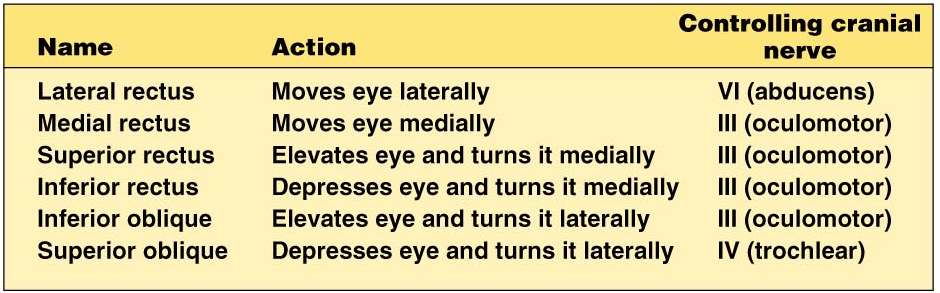 Name Action Controlling cranial
nerve
Lateral rectus Moves eye laterally VI (abducens)
Medial rectus Moves eye medially III (oculomotor)
Superior rectus Elevates eye and turns it medially III (oculomotor)
Inferior rectus Depresses eye and turns it medially III (oculomotor)
Inferior oblique Elevates eye and turns it laterally III (oculomotor)
Superior oblique Depresses eye and turns it laterally IV (trochlear)